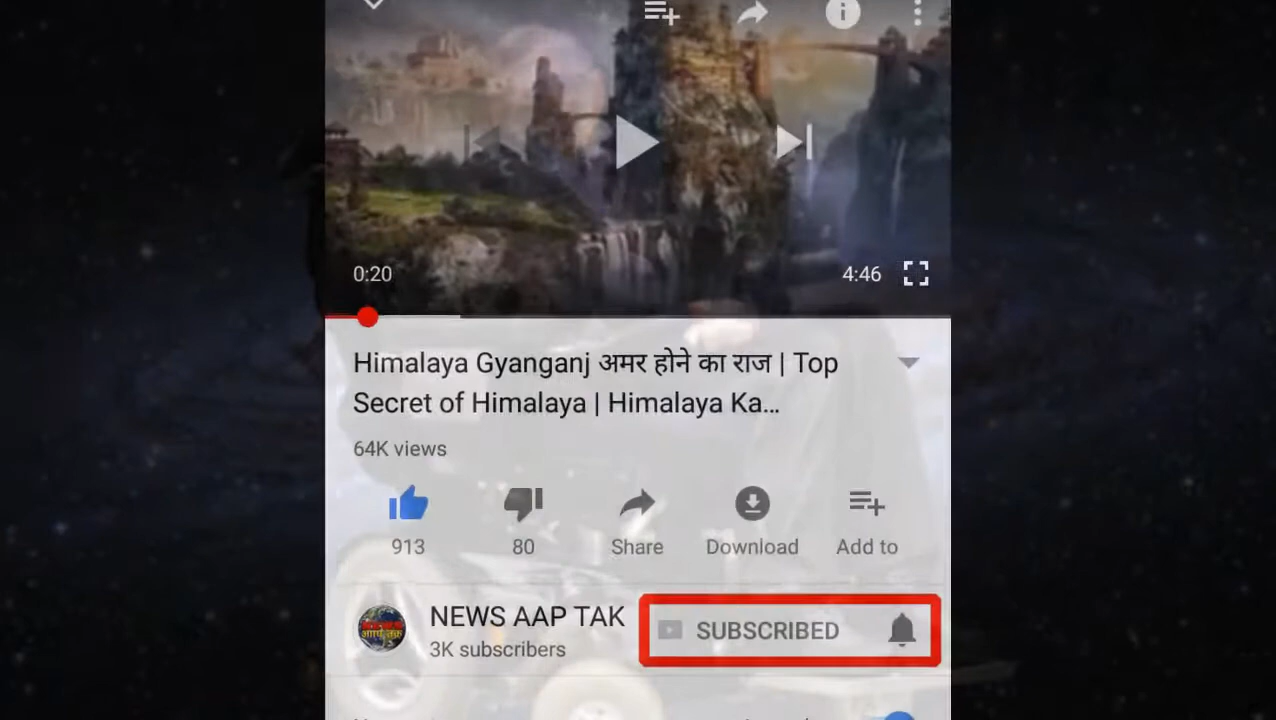 0:20
4:46
Himalaya Gyanganj अमर होने का राज | Top
Secret of Himalaya | Himalaya Ka...
64K views
913
80
Share
Download
Add to
NEWS AAP TAK
3K subscribers
SUBSCRIBED